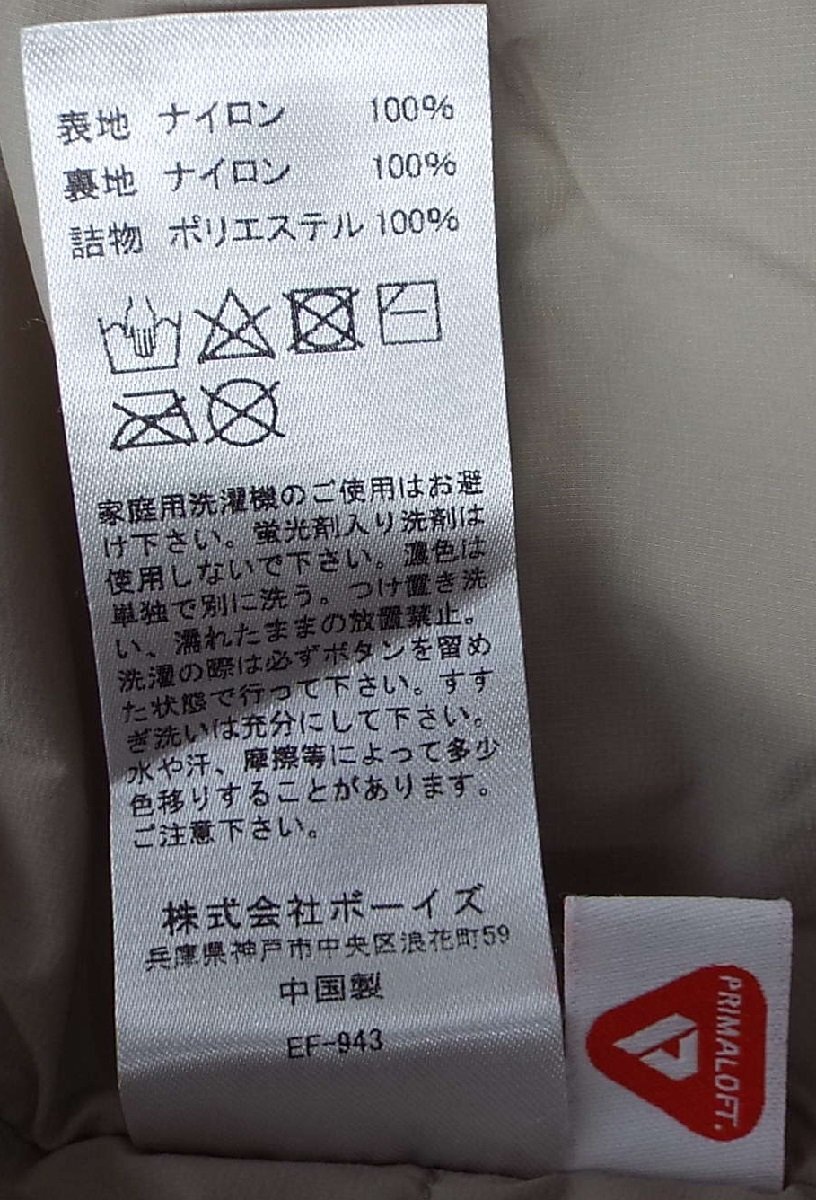 表地 ナイロン 100%
裏地 ナイロン 100%
詰物 ポリエステル 100%
家庭用洗濯機のご使用はお避
け下さい。蛍光剤入り洗剤は
使用しないで下さい。濃色は
単独で別に洗う。つけ置き洗
い、濡れたままの放置禁止。
洗濯の際は必ずボタンを留め
た状態で行って下さい。すす
ぎ洗いは充分にして下さい。
水や汗、摩擦等によって多少
色移りすることがあります。
ご注意下さい。
株式会社ボーイズ
兵庫県神戸市中央区浪花町59
中国製
EF-943
PRIMALOFT.